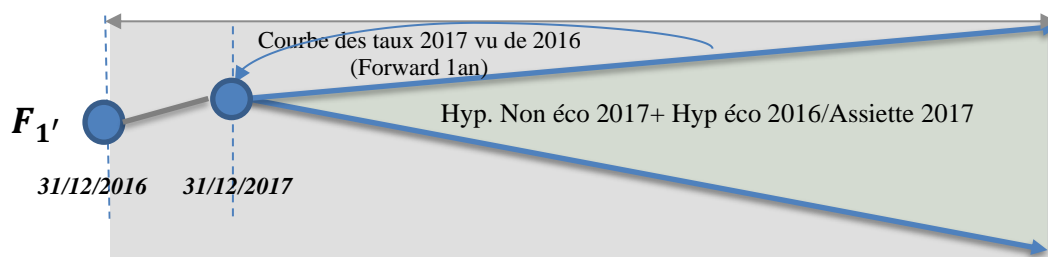 Courbe des taux 2017 vu de 2016
(Forward 1an)
Hyp. Non éco 2017+ Hyp éco 2016/Assiette 2017
F1'
31/12/2016
31/12/2017